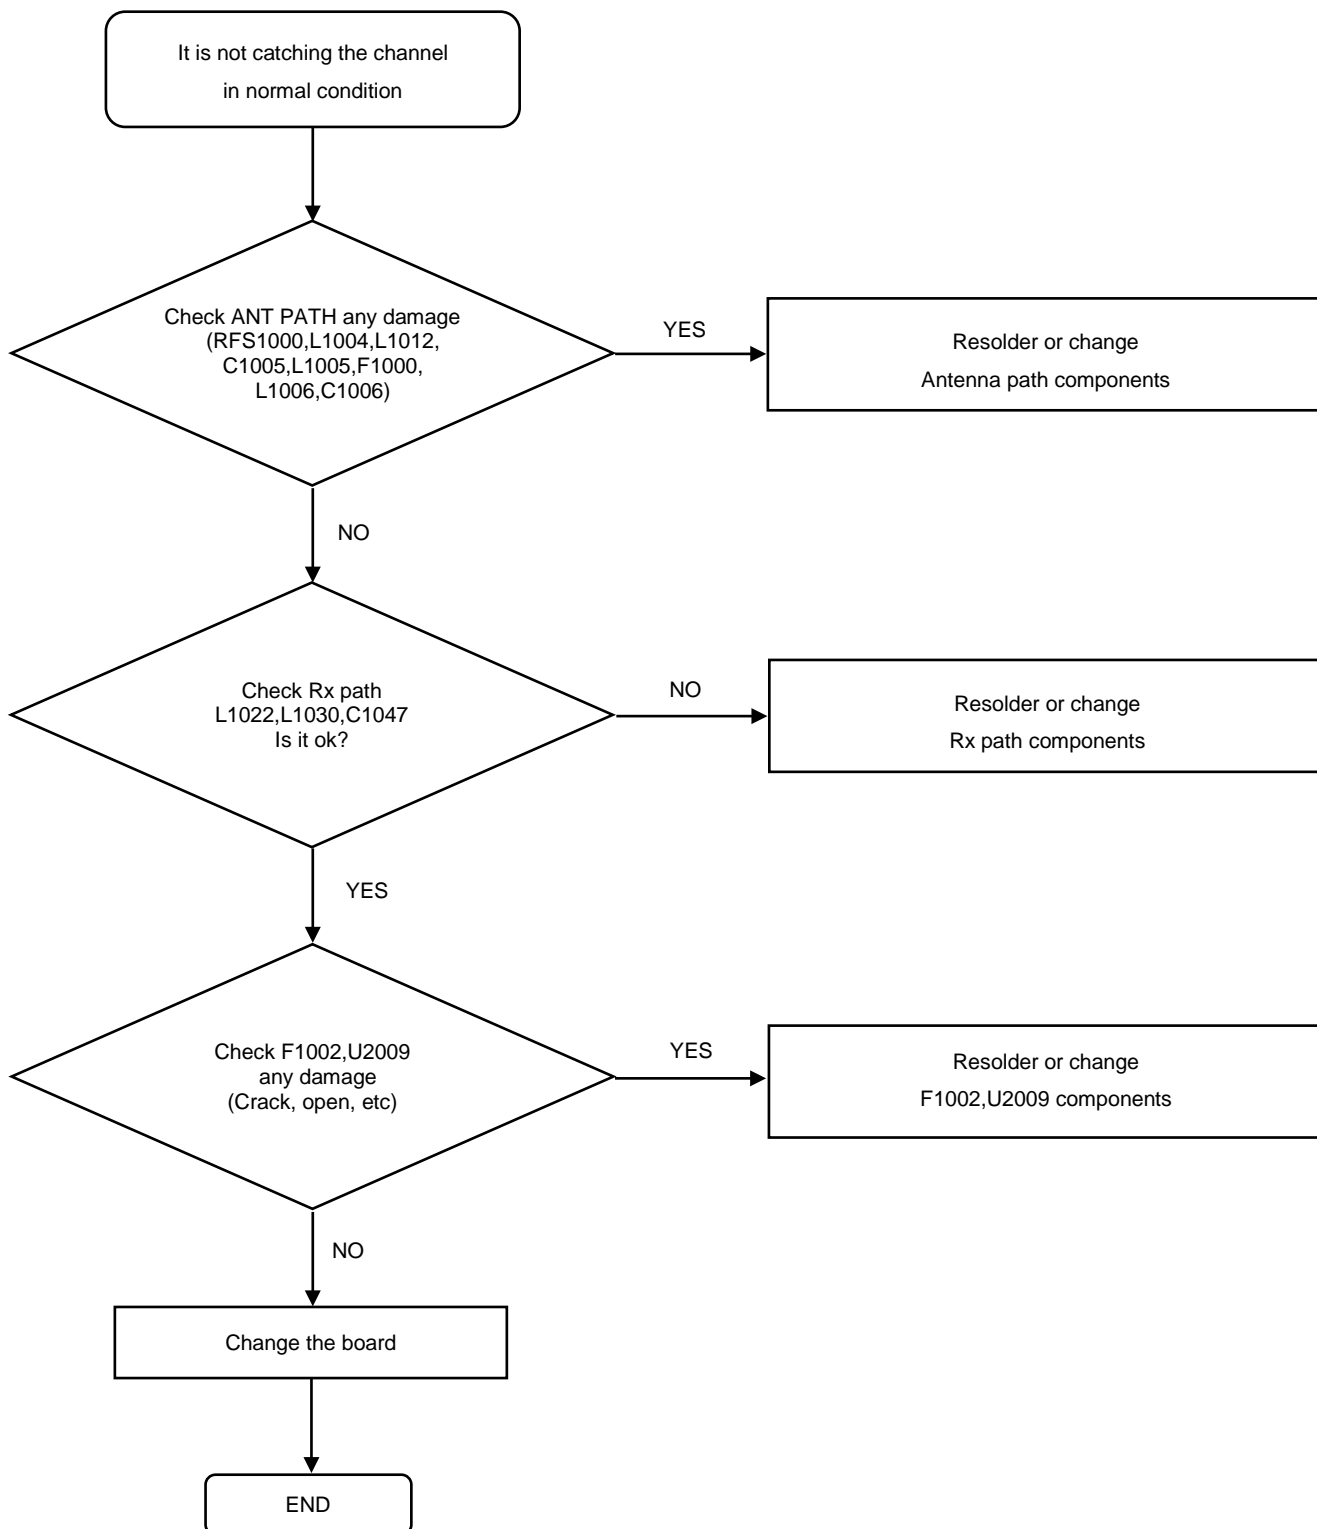 It is not catching the channel
in normal condition
Check ANT PATH any damage
(RFS1000,L1004,L1012,
C1005,L1005,F1000,
L1006,C1006)
YES
Resolder or change
Antenna path components
NO
Check Rx path
L1022,L1030,C1047
Is it ok?
NO
Resolder or change
Rx path components
YES
Check F1002,U2009
any damage
(Crack, open, etc)
YES
Resolder or change
F1002,U2009 components
NO
Change the board
END